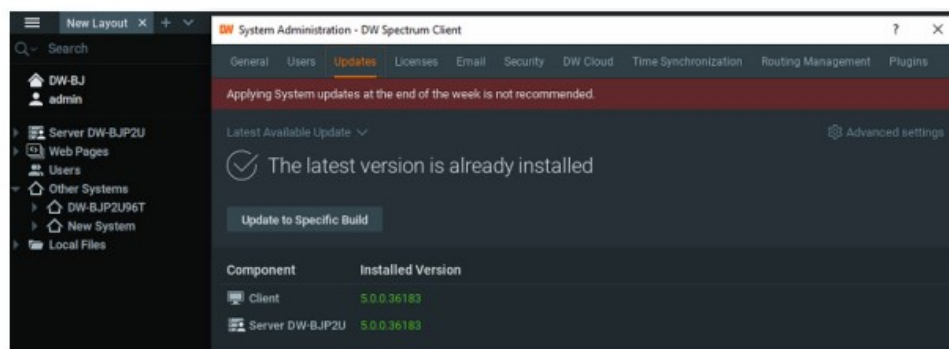 New Layout
Search
DW-BJ
admin
Server DW-BJP2U
Web Pages
Users
Other Systems
DW-BJP2U96T
New System
Local Files
DW System Administration - DW Spectrum Client
General Users Updates Licenses Email Security DW Cloud Time Synchronization Routing Management Plugins
Applying System updates at the end of the week is not recommended.
Latest Available Update
Advanced settings
The latest version is already installed
Update to Specific Build
Component Installed Version
Client 5.0.0.36183
Server DW-BJP2U 5.0.0.36183